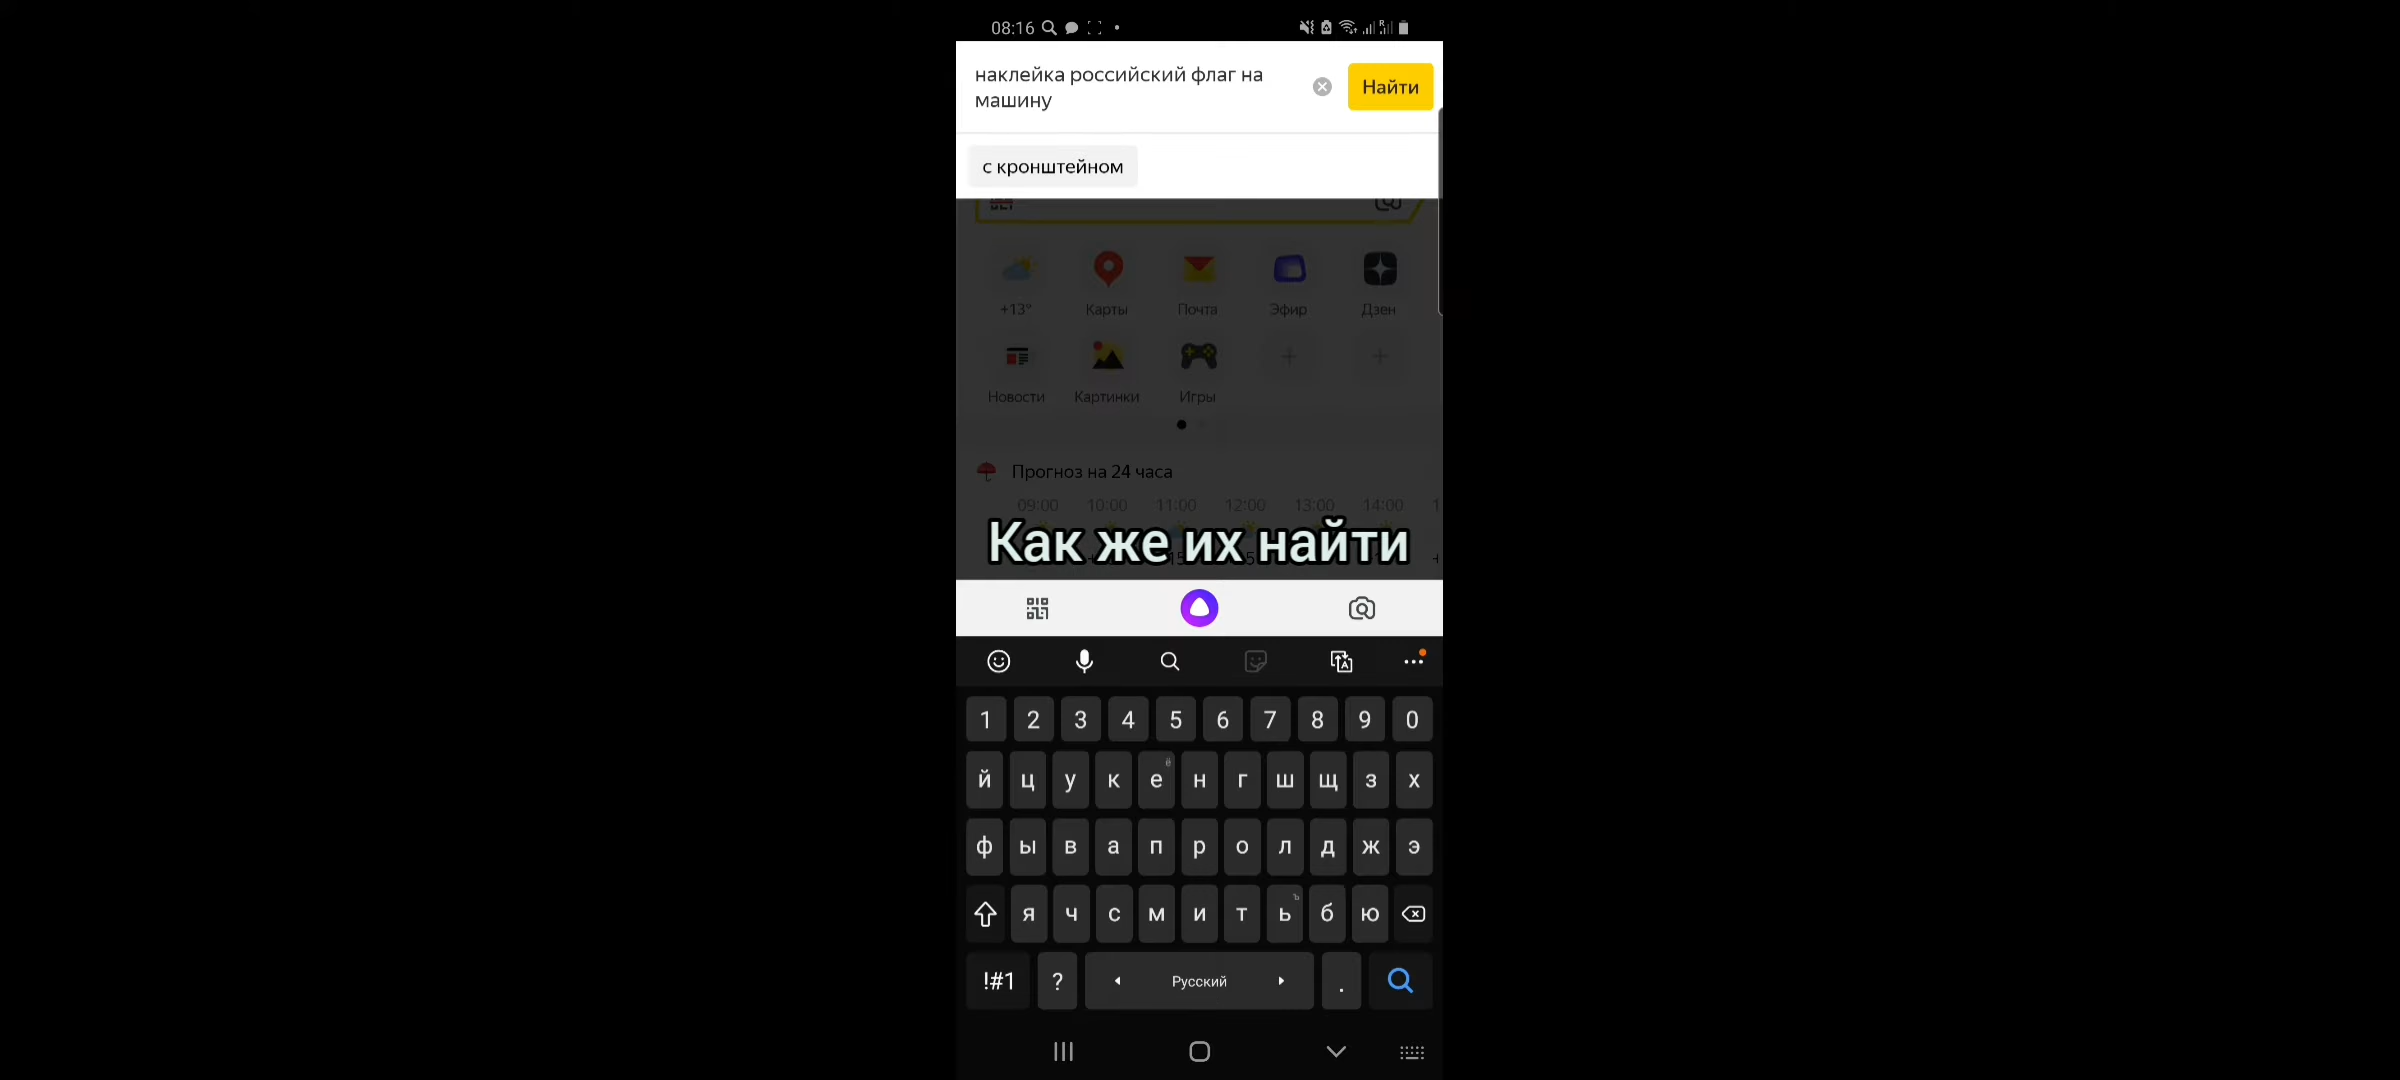 08:16
наклейка российский флаг на
машину
Найти
с кронштейном
+13° Карты Почта Эфир Дзен
Новости Картинки Игры
Прогноз на 24 часа
09:00 10:00 11:00 12:00 13:00 14:00
Как же их найти
1 2 3 4 5 6 7 8 9 0
й ц у к е н г ш щ з х
ф ы в а п р о л д ж э
я ч с м и т ь б ю
!#1 ? Русский .